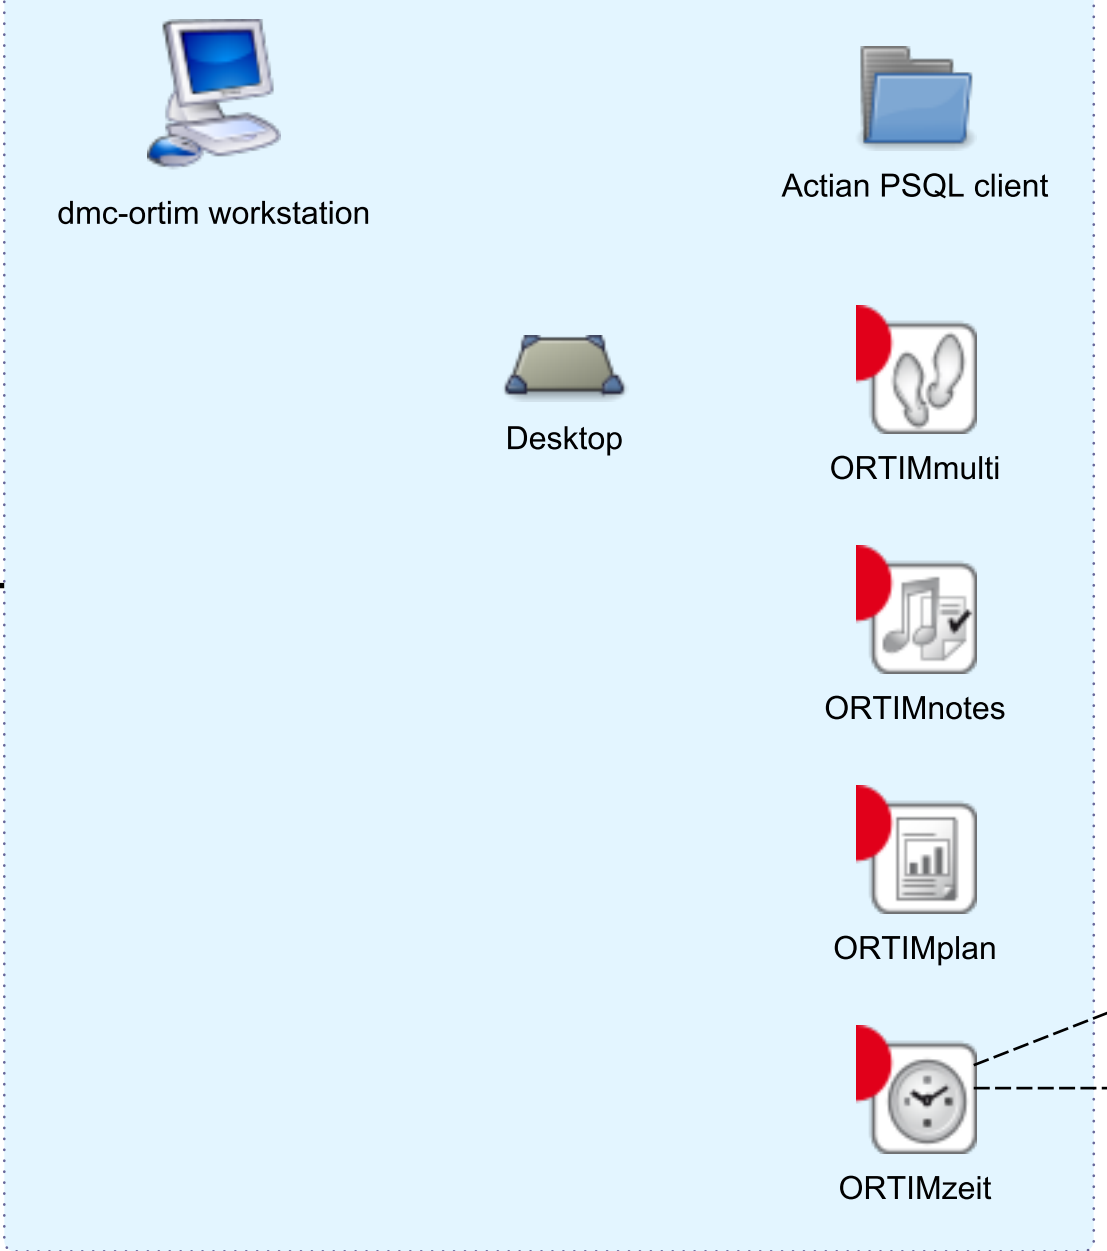 dmc-ortim workstation
Actian PSQL client
Desktop
ORTIMmulti
ORTIMnotes
ORTIMplan
ORTIMzeit